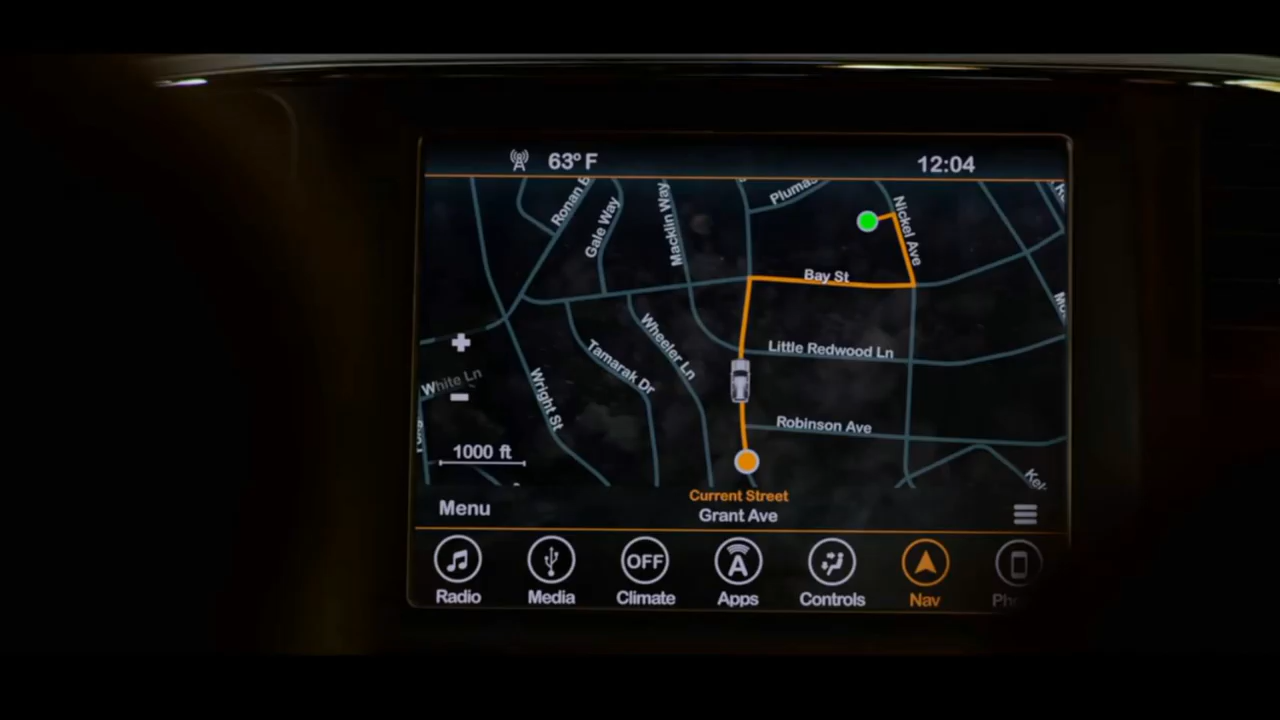 63° F
12:04
Ronan
Gale Way
Macklin Way
Nickel Ave
Bay St
Little Redwood Ln
Wheeler Ln
Tamarak Dr
White Ln
Wright St
Robinson Ave
1000 ft
Current Street
Menu
Grant Ave
OFF
A
Radio
Media
Climate
Apps
Controls
Nav